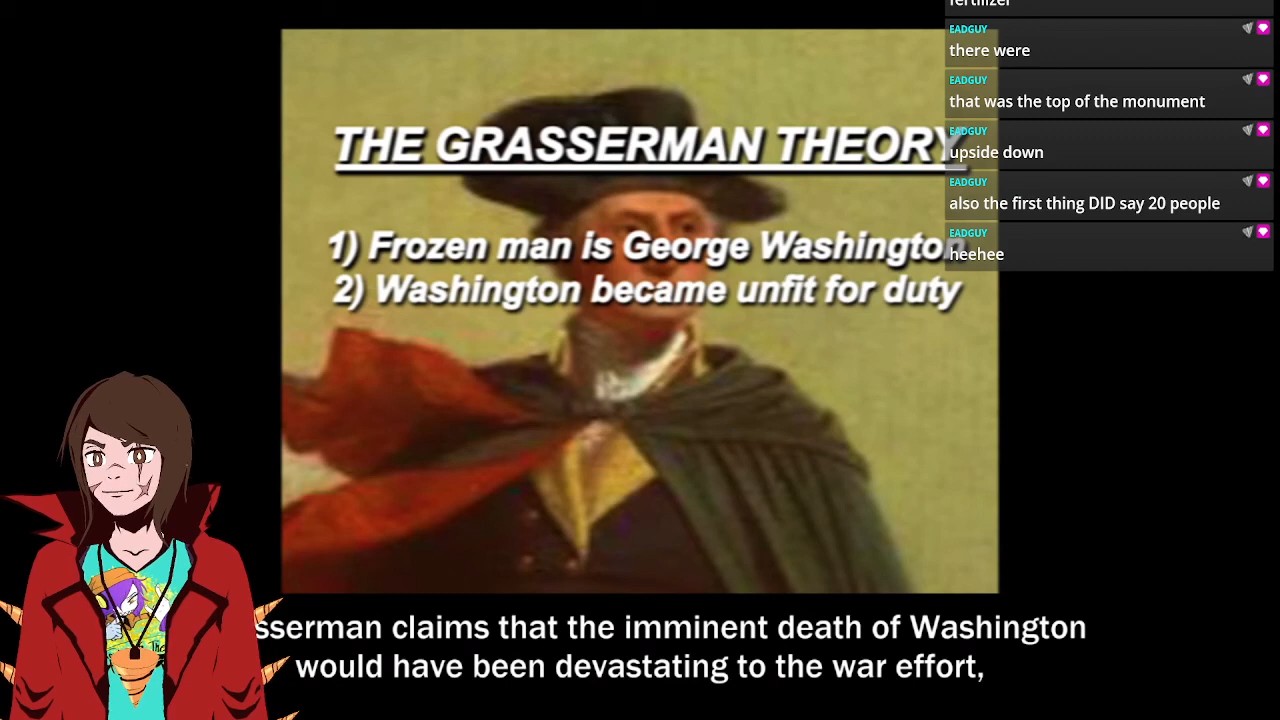 THE GRASSERMAN THEORY
1) Frozen man is George Washington
2) Washington became unfit for duty
sserman claims that the imminent death of Washington
would have been devastating to the war effort,
fertilizer
EADGUY
there were
EADGUY
that was the top of the monument
EADGUY
upside down
EADGUY
also the first thing DID say 20 people
EADGUY
heehee